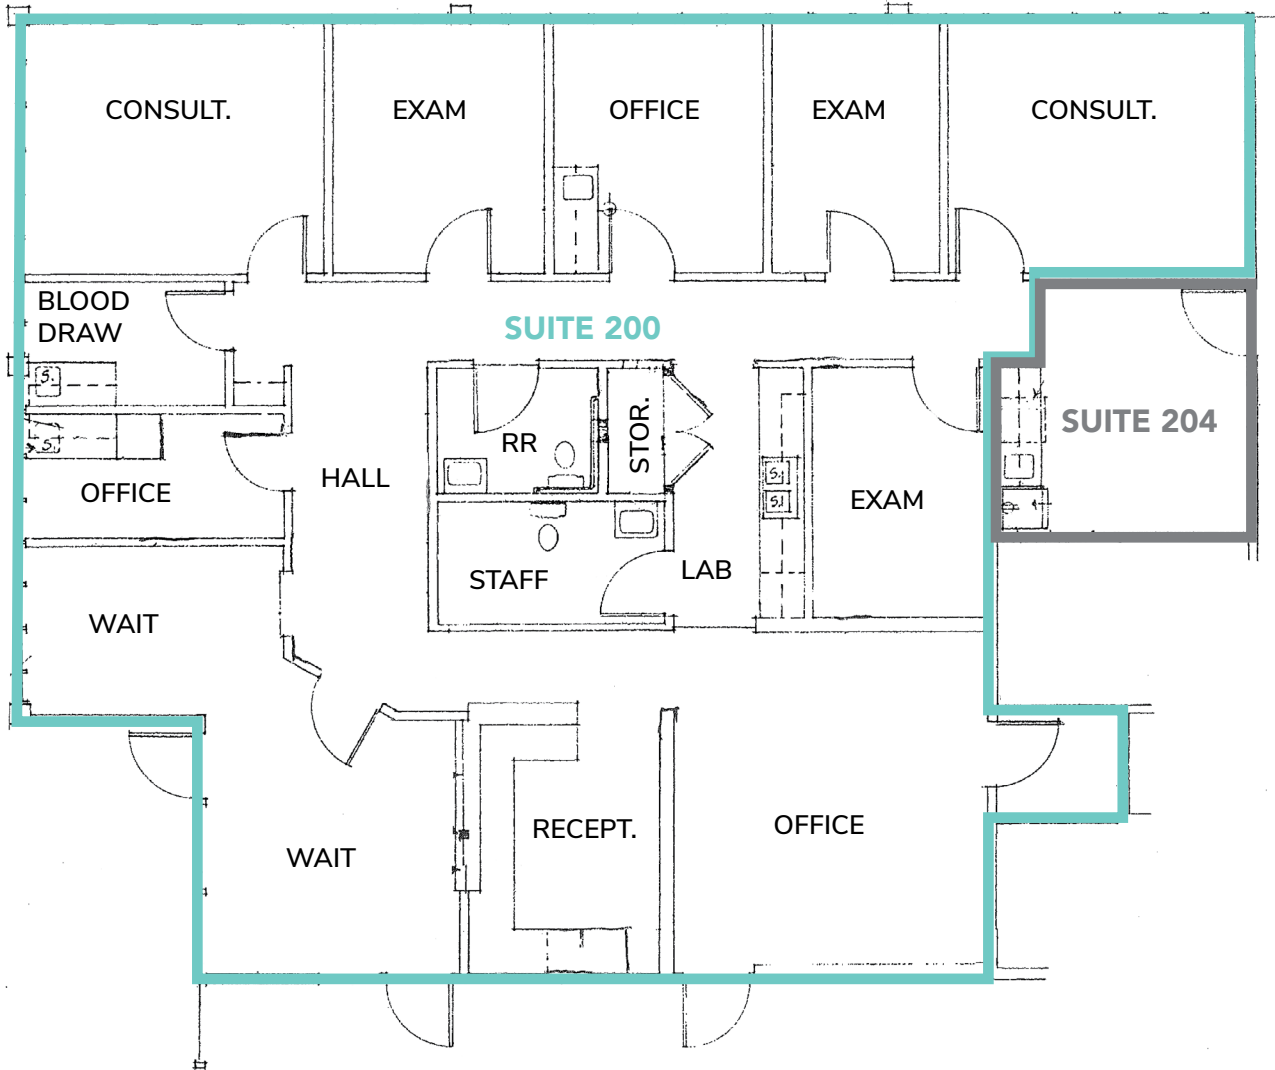 CONSULT.
EXAM
OFFICE
EXAM
CONSULT.
BLOOD
DRAW
SUITE 200
S.
S.
OFFICE
HALL
RR
STOR.
S.
S.
EXAM
SUITE 204
STAFF
LAB
WAIT
WAIT
RECEPT.
OFFICE